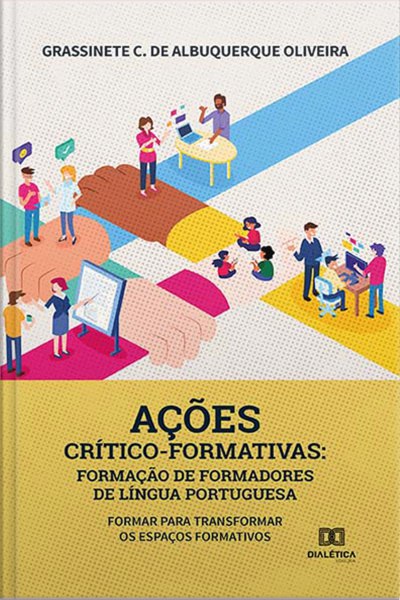 GRASSINETE C. DE ALBUQUERQUE OLIVEIRA
AÇÕES
CRÍTICO-FORMATIVAS:
FORMAÇÃO DE FORMADORES
DE LÍNGUA PORTUGUESA
FORMAR PARA TRANSFORMAR
OS ESPAÇOS FORMATIVOS
DIALÉTICA
EDITORA